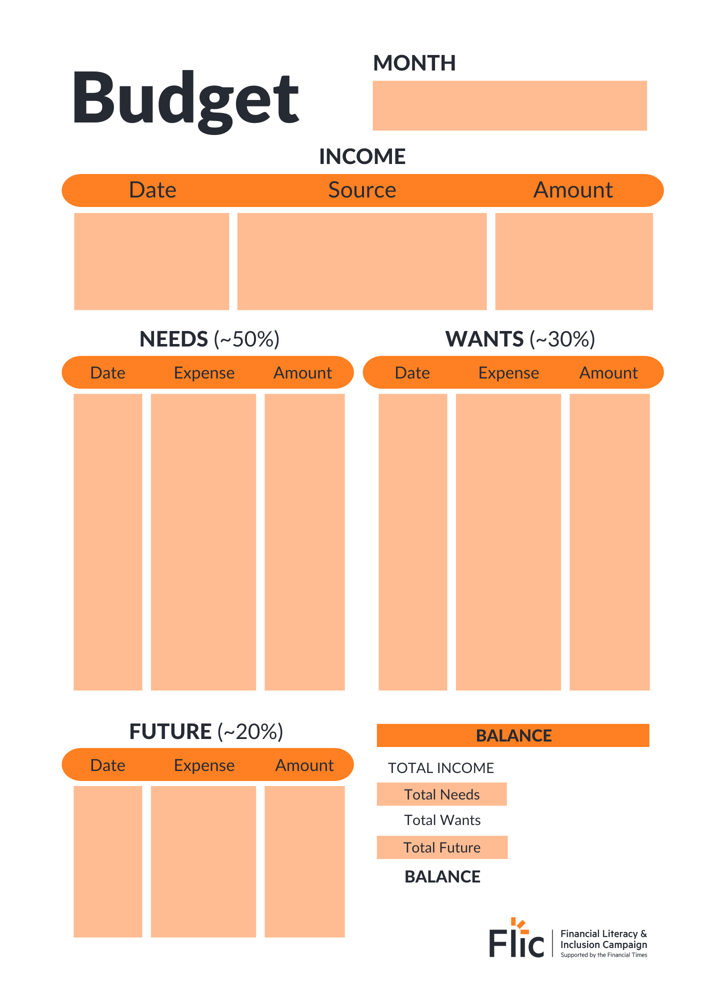 Budget
MONTH
INCOME
Date Source Amount
NEEDS (~50%)
Date Expense Amount
WANTS (~30%)
Date Expense Amount
FUTURE (~20%)
Date Expense Amount
BALANCE
TOTAL INCOME
Total Needs
Total Wants
Total Future
BALANCE
Flic
Financial Literacy &
Inclusion Campaign
Supported by the Financial Times